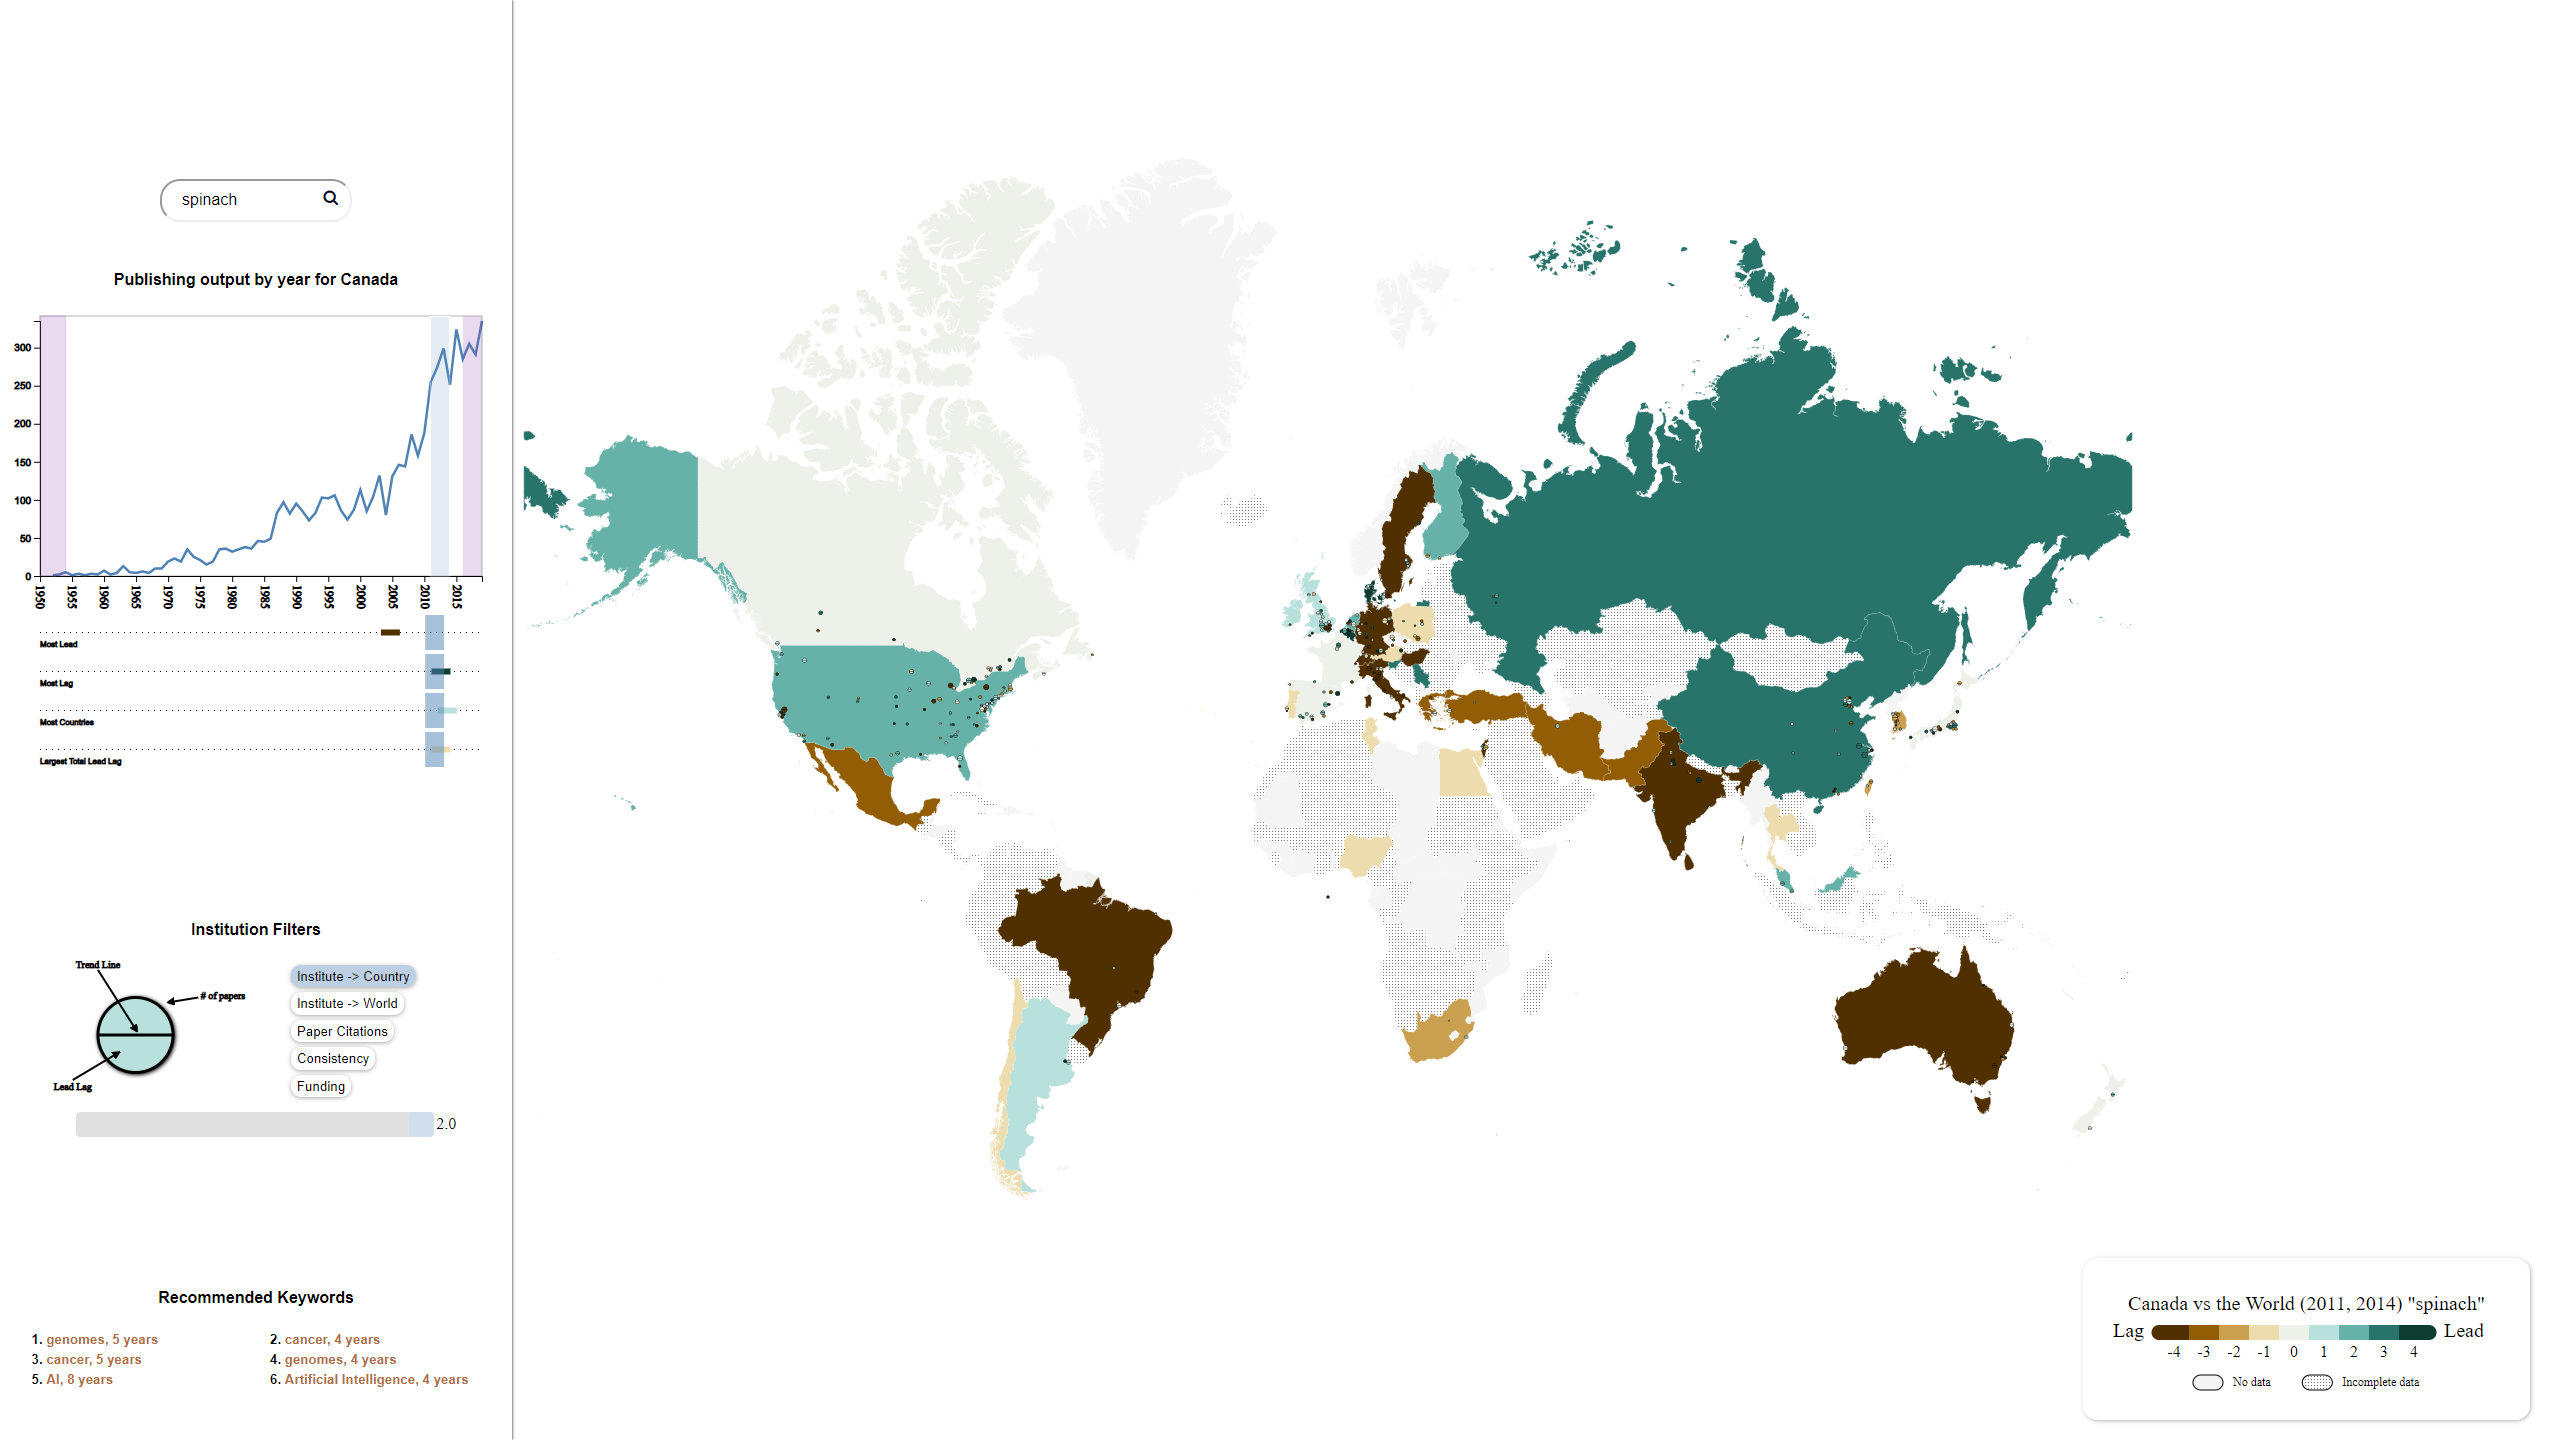 spinach
Publishing output by year for Canada
300
250
200
150
100
50
0
1950 1955 1960 1965 1970 1975 1980 1985 1990 1995 2000 2005 2010 2015
Most Lead
Most Lag
Most Countries
Largest Total Lead Lag
Institution Filters
Trend Line
# of papers
Lead Lag
Institute -> Country
Institute -> World
Paper Citations
Consistency
Funding
2.0
Recommended Keywords
1. genomes, 5 years
2. cancer, 4 years
3. cancer, 5 years
4. genomes, 4 years
5. AI, 8 years
6. Artificial Intelligence, 4 years
Canada vs the World (2011, 2014) "spinach"
Lag Lead
-4 -3 -2 -1 0 1 2 3 4
No data Incomplete data